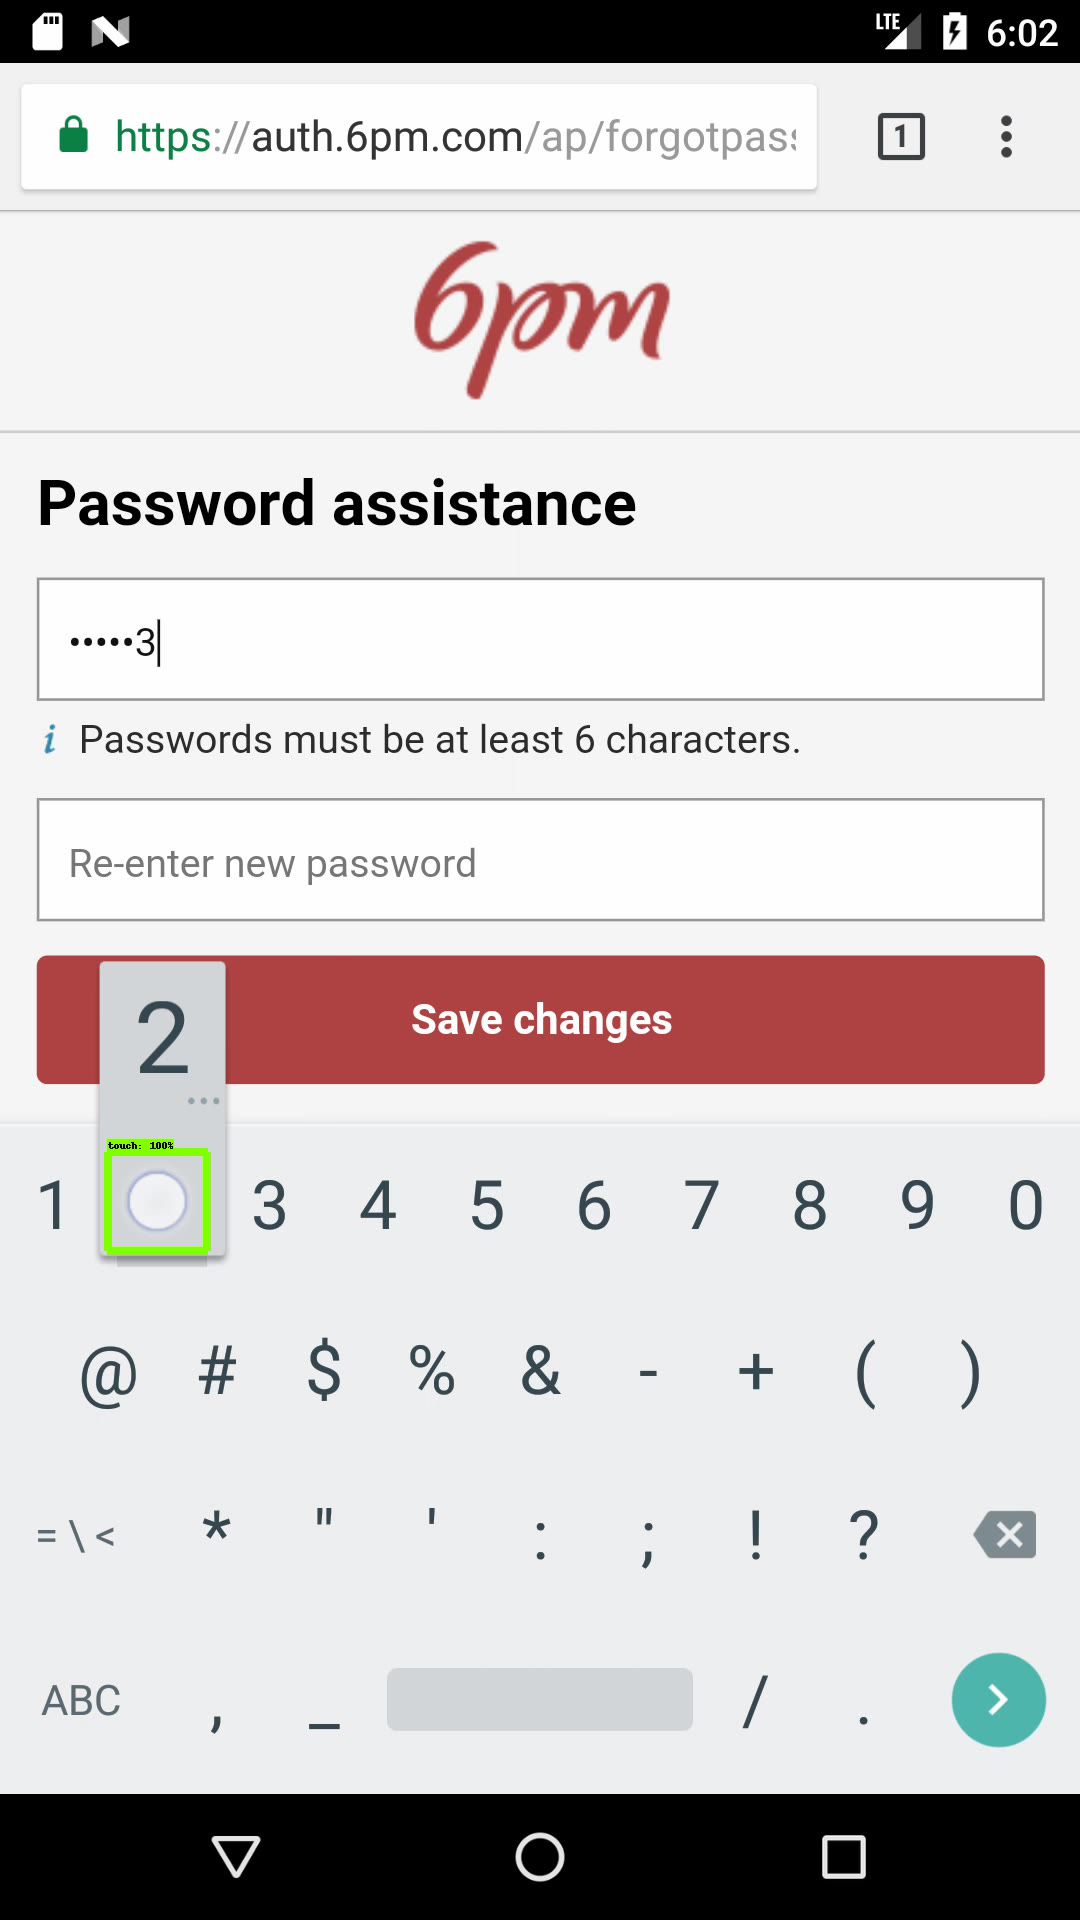 LTE 6:02
https://auth.6pm.com/ap/forgotpass
1
6pm
Password assistance
•••••3
i Passwords must be at least 6 characters.
Re-enter new password
Save changes
2
...
touch: 100%
1 3 4 5 6 7 8 9 0
@ # $ % & - + ( )
= \ < * " ' : ; ! ?
ABC , _ / .